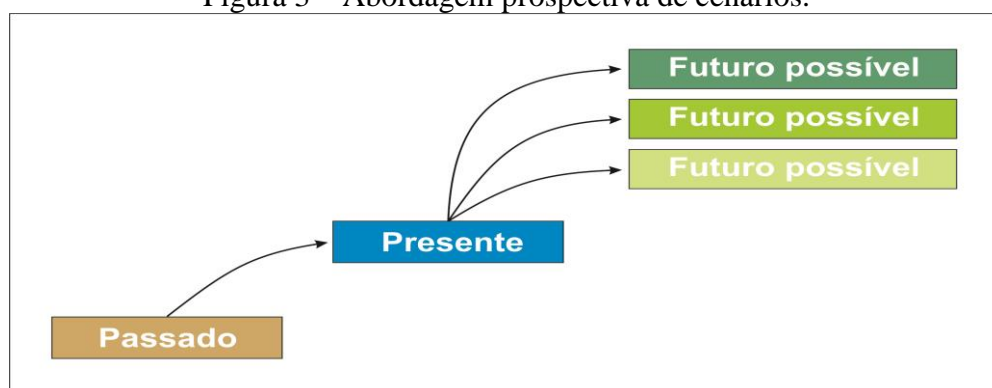 Figura 3 – Abordagem prospectiva de cenários.
Futuro possível
Futuro possível
Futuro possível
Presente
Passado